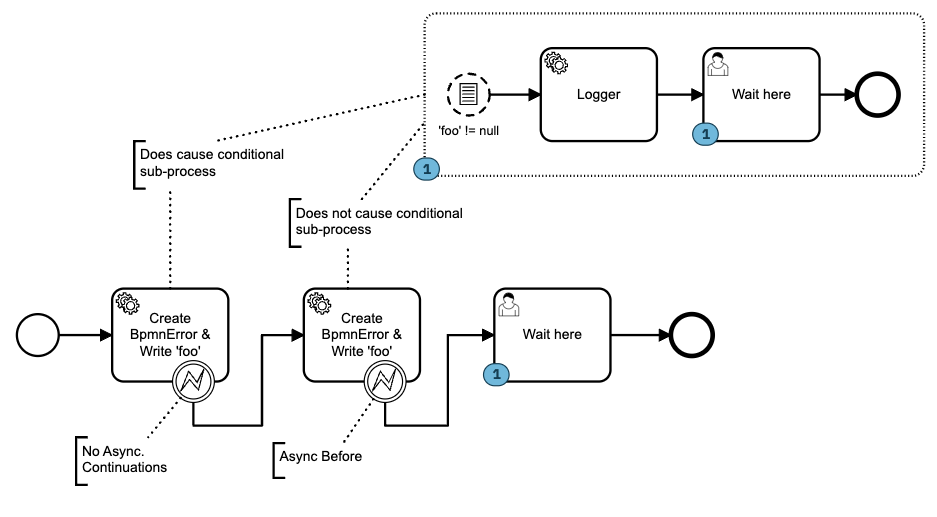 Logger
Wait here
'foo' != null
1
1
Does cause conditional
sub-process
Does not cause conditional
sub-process
Create
BpmnError &
Write 'foo'
Create
BpmnError &
Write 'foo'
Wait here
1
No Async.
Continuations
Async Before